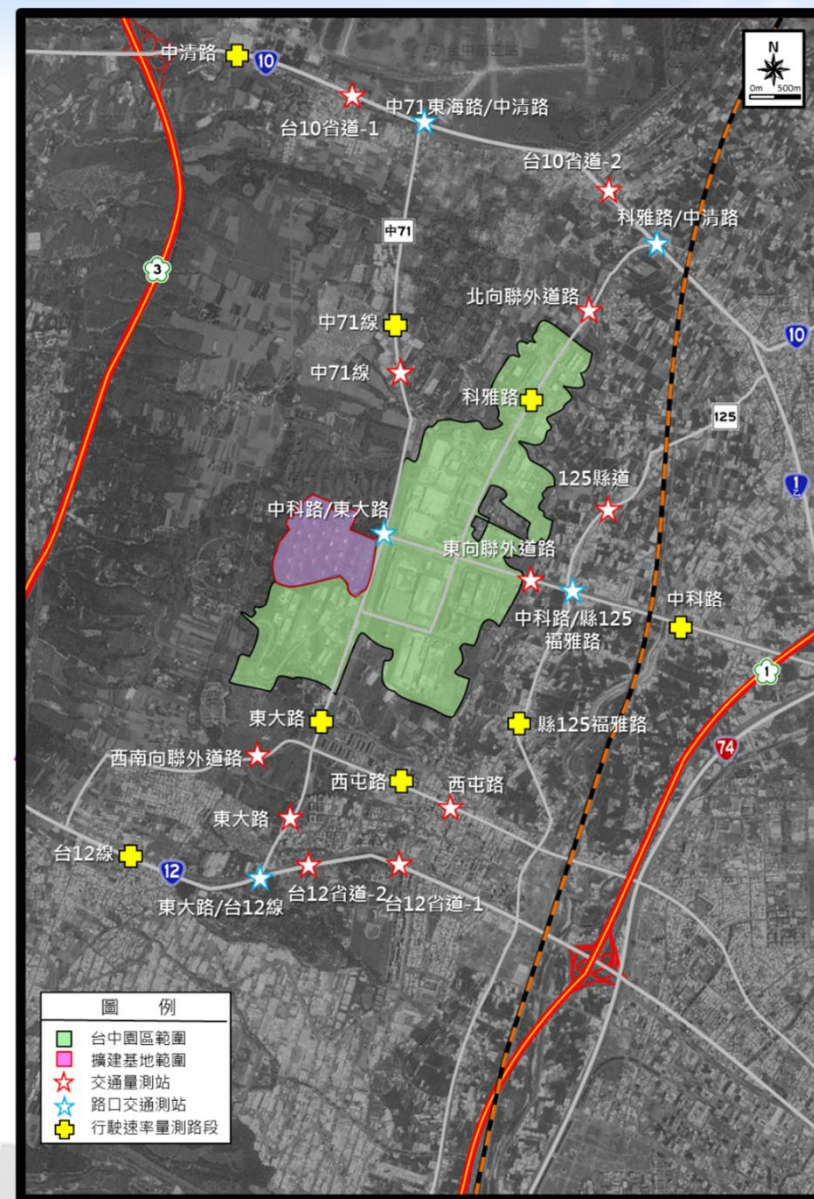 中清路
10
N
0m 500m
台10省道-1
中71東海路/中清路
台10省道-2
科雅路/中清路
中71
3
北向聯外道路
中71線
10
中71線
科雅路
125
125縣道
1
中科路/東大路
東向聯外道路
中科路/縣125
福雅路
中科路
1
東大路
縣125福雅路
74
西南向聯外道路
西屯路
西屯路
東大路
台12線
12
東大路/台12線
台12省道-2
台12省道-1
圖 例
台中園區範圍
擴建基地範圍
交通量測站
路口交通測站
行駛速率量測路段